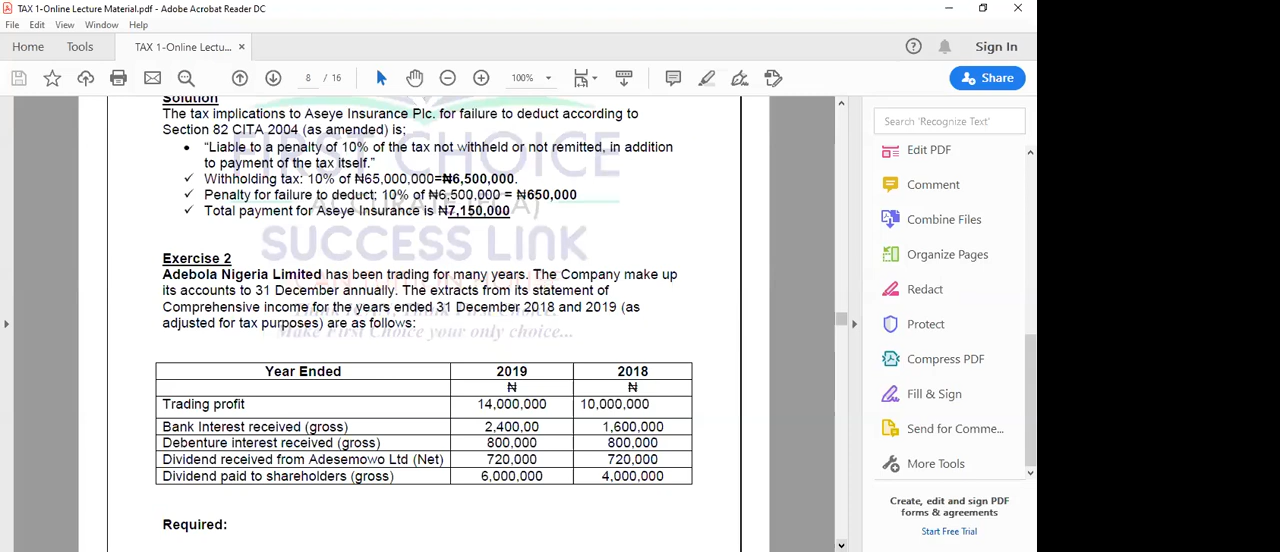 TAX 1-Online Lecture Material.pdf - Adobe Acrobat Reader DC
File Edit View Window Help
Home Tools TAX 1-Online Lectu... × Sign In
8 / 16 100% Share
Solution
The tax implications to Aseye Insurance Plc. for failure to deduct according to
Section 82 CITA 2004 (as amended) is;
• “Liable to a penalty of 10% of the tax not withheld or not remitted, in addition
to payment of the tax itself.”
✓ Withholding tax: 10% of ₦65,000,000=₦6,500,000.
✓ Penalty for failure to deduct: 10% of ₦6,500,000 = ₦650,000
✓ Total payment for Aseye Insurance is ₦7,150,000
FIRST CHOICE
SUCCESS LINK
Exercise 2
Adebola Nigeria Limited has been trading for many years. The Company make up
its accounts to 31 December annually. The extracts from its statement of
Comprehensive income for the years ended 31 December 2018 and 2019 (as
adjusted for tax purposes) are as follows:
Make First Choice your only choice...
Year Ended 2019 2018
₦ ₦
Trading profit 14,000,000 10,000,000
Bank Interest received (gross) 2,400,00 1,600,000
Debenture interest received (gross) 800,000 800,000
Dividend received from Adesemowo Ltd (Net) 720,000 720,000
Dividend paid to shareholders (gross) 6,000,000 4,000,000
Required:
Search 'Recognize Text'
Edit PDF
Comment
Combine Files
Organize Pages
Redact
Protect
Compress PDF
Fill & Sign
Send for Comme...
More Tools
Create, edit and sign PDF
forms & agreements
Start Free Trial